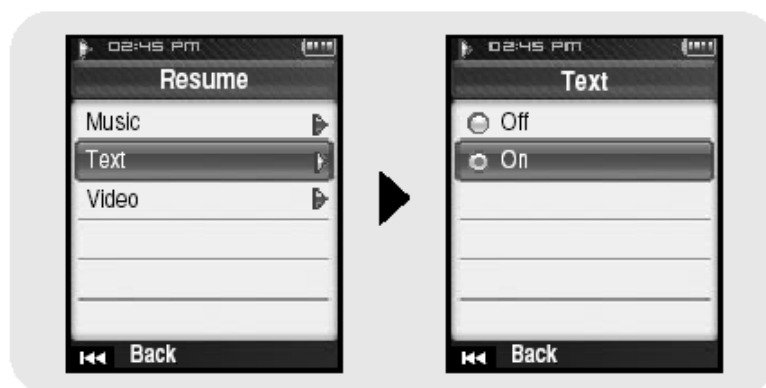 02:45 PM
Resume
Music
Text
Video
Back
02:45 PM
Text
Off
On
Back